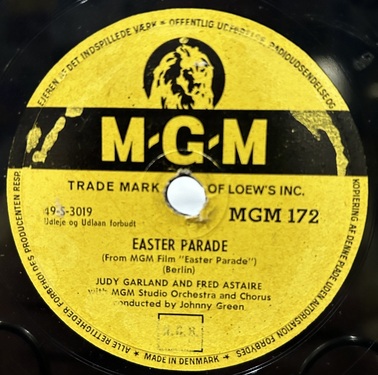 EJEREN AF DET INDSPILLEDE VÆRK ★ OFFENTLIG UDFØRELSE, RADIOUDSENDELSE OG
KOPIERING AF DENNE PLADE UDEN AUTORISATION FORBYDES
ALLE RETTIGHEDER FORBEHOLDES PRODUCENTEN RESP.
M-G-M
TRADE MARK OF LOEW'S INC.
49-S-3019 MGM 172
Udleje og Udlaan forbudt
EASTER PARADE
(From MGM Film "Easter Parade")
(Berlin)
JUDY GARLAND AND FRED ASTAIRE
with MGM Studio Orchestra and Chorus
conducted by Johnny Green
★ MADE IN DENMARK ★